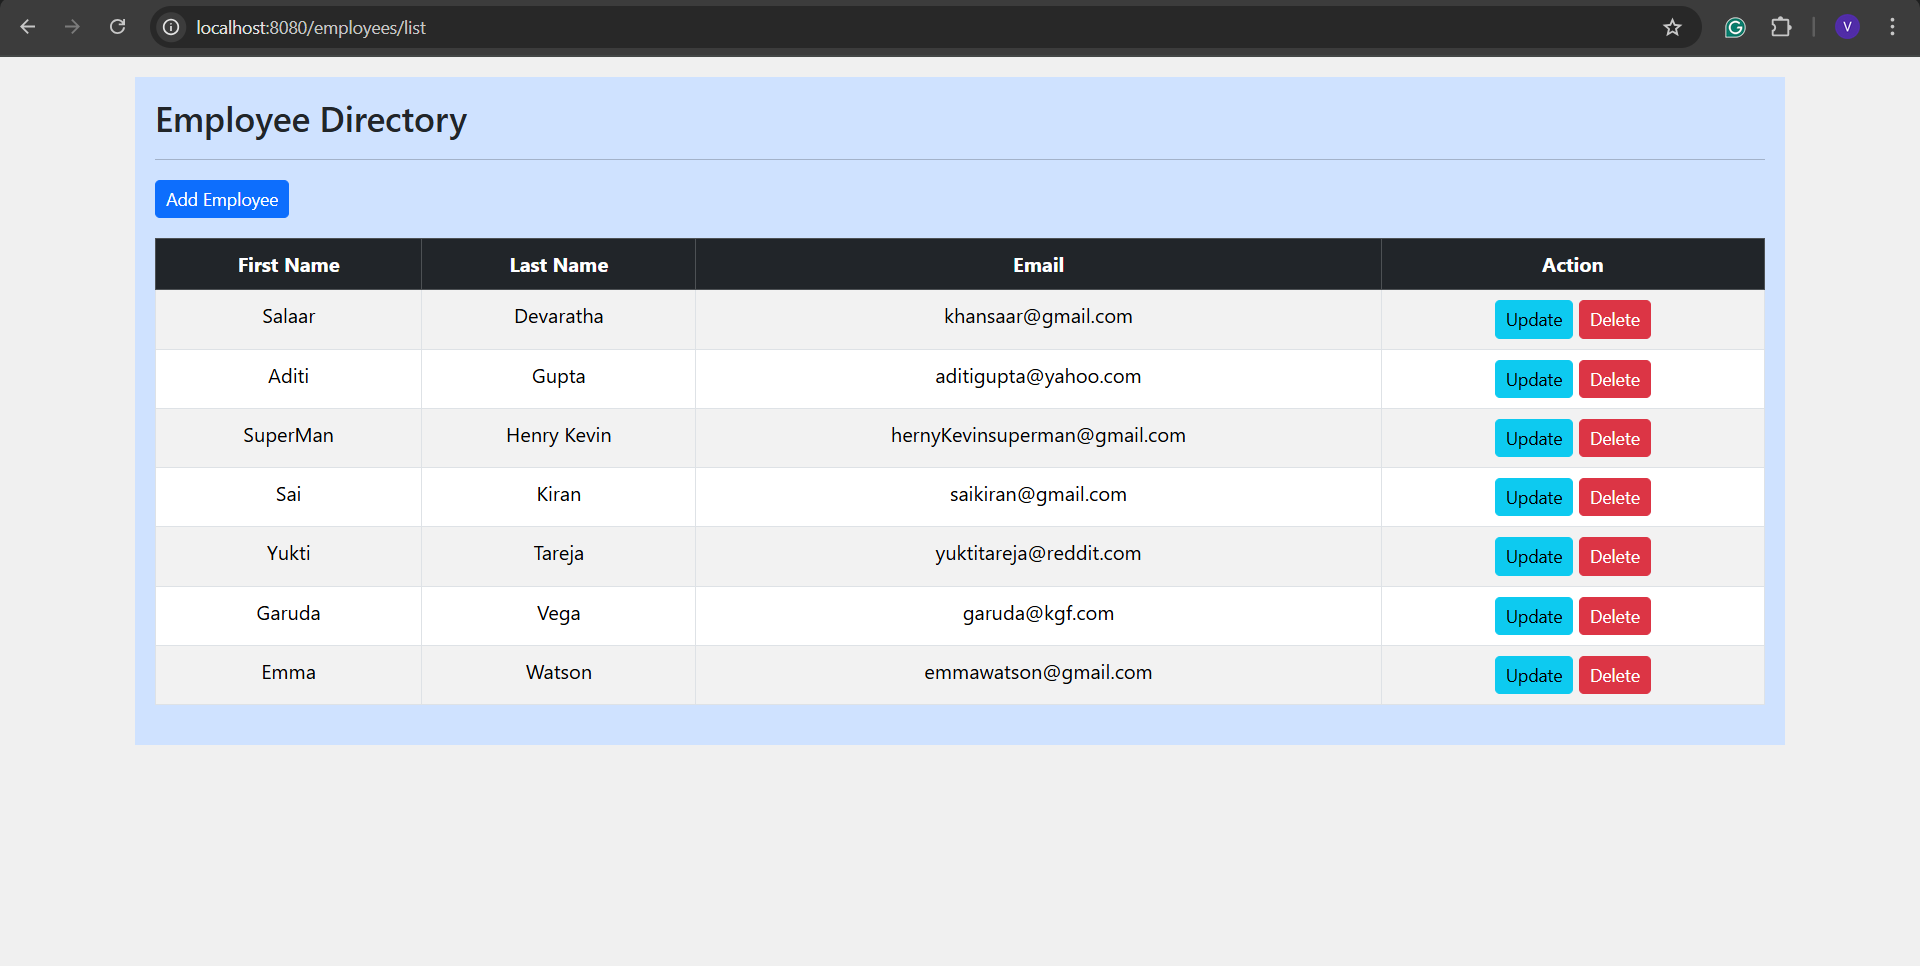 localhost:8080/employees/list
V
Employee Directory
Add Employee
First Name Last Name Email Action
Salaar Devaratha khansaar@gmail.com Update Delete
Aditi Gupta aditigupta@yahoo.com Update Delete
SuperMan Henry Kevin hernyKevinsuperman@gmail.com Update Delete
Sai Kiran saikiran@gmail.com Update Delete
Yukti Tareja yuktitareja@reddit.com Update Delete
Garuda Vega garuda@kgf.com Update Delete
Emma Watson emmawatson@gmail.com Update Delete